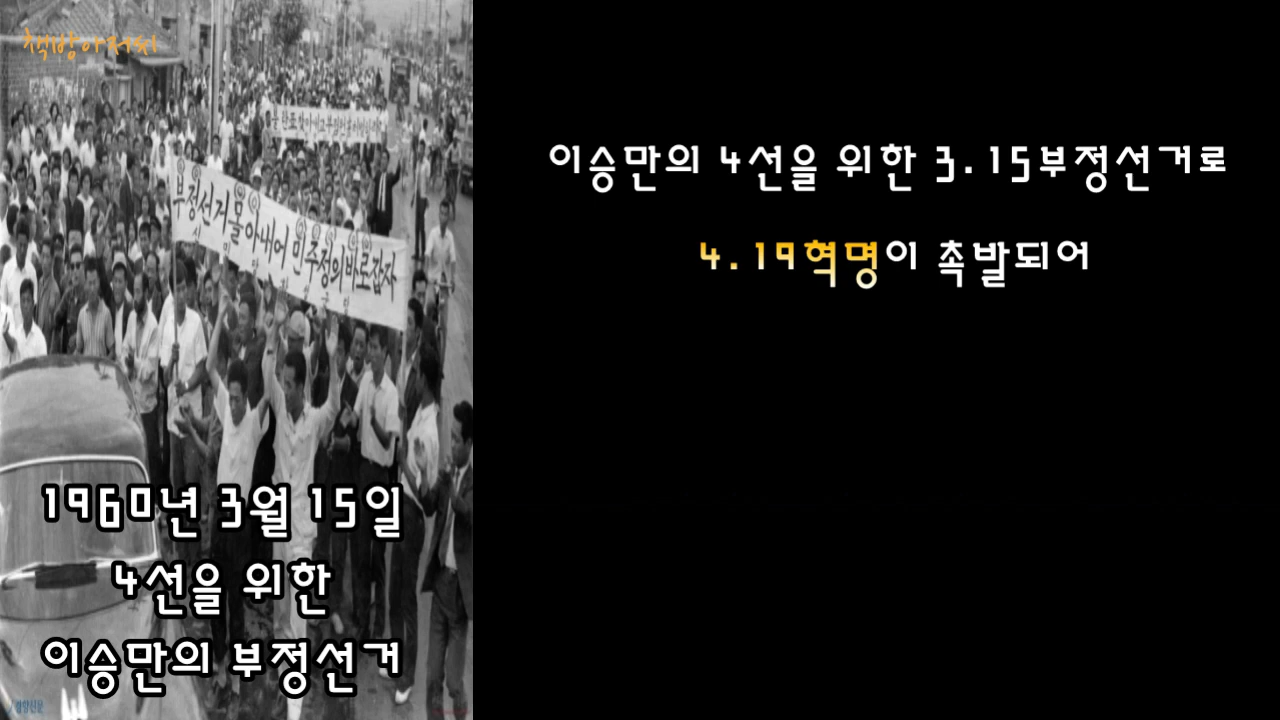 책방아저씨
부정선거 몰아내어 민주정의 바로잡자
1960년 3월 15일
4선을 위한
이승만의 부정선거
이승만의 4선을 위한 3.15부정선거로
4.19혁명이 촉발되어